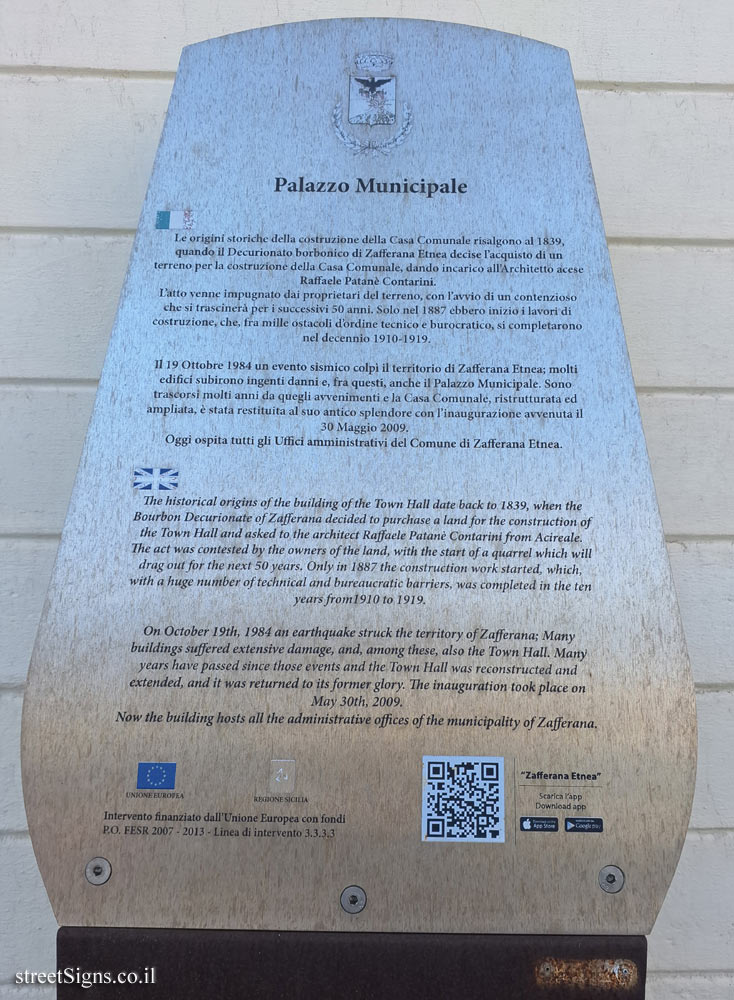 Palazzo Municipale
Le origini storiche della costruzione della Casa Comunale risalgono al 1839,
quando il Decurionato borbonico di Zafferana Etnea decise l'acquisto di un
terreno per la costruzione della Casa Comunale, dando incarico all'Architetto acese
Raffaele Patanè Contarini.
L'atto venne impugnato dai proprietari del terreno, con l'avvio di un contenzioso
che si trascinerà per i successivi 50 anni. Solo nel 1887 ebbero inizio i lavori di
costruzione, che, fra mille ostacoli d'ordine tecnico e burocratico, si completarono
nel decennio 1910-1919.
Il 19 Ottobre 1984 un evento sismico colpì il territorio di Zafferana Etnea; molti
edifici subirono ingenti danni e, fra questi, anche il Palazzo Municipale. Sono
trascorsi molti anni da quegli avvenimenti e la Casa Comunale, ristrutturata ed
ampliata, è stata restituita al suo antico splendore con l'inaugurazione avvenuta il
30 Maggio 2009.
Oggi ospita tutti gli Uffici amministrativi del Comune di Zafferana Etnea.
The historical origins of the building of the Town Hall date back to 1839, when the
Bourbon Decurionate of Zafferana decided to purchase a land for the construction of
the Town Hall and asked to the architect Raffaele Patanè Contarini from Acireale.
The act was contested by the owners of the land, with the start of a quarrel which will
drag out for the next 50 years. Only in 1887 the construction work started, which,
with a huge number of technical and bureaucratic barriers, was completed in the ten
years from1910 to 1919.
On October 19th, 1984 an earthquake struck the territory of Zafferana; Many
buildings suffered extensive damage, and, among these, also the Town Hall. Many
years have passed since those events and the Town Hall was reconstructed and
extended, and it was returned to its former glory. The inauguration took place on
May 30th, 2009.
Now the building hosts all the administrative offices of the municipality of Zafferana.
UNIONE EUROPEA
REGIONE SICILIA
Intervento finanziato dall'Unione Europea con fondi
P.O. FESR 2007 - 2013 - Linea di intervento 3.3.3.3
"Zafferana Etnea"
Scarica l'app
Download app
App Store
Google
streetSigns.co.il